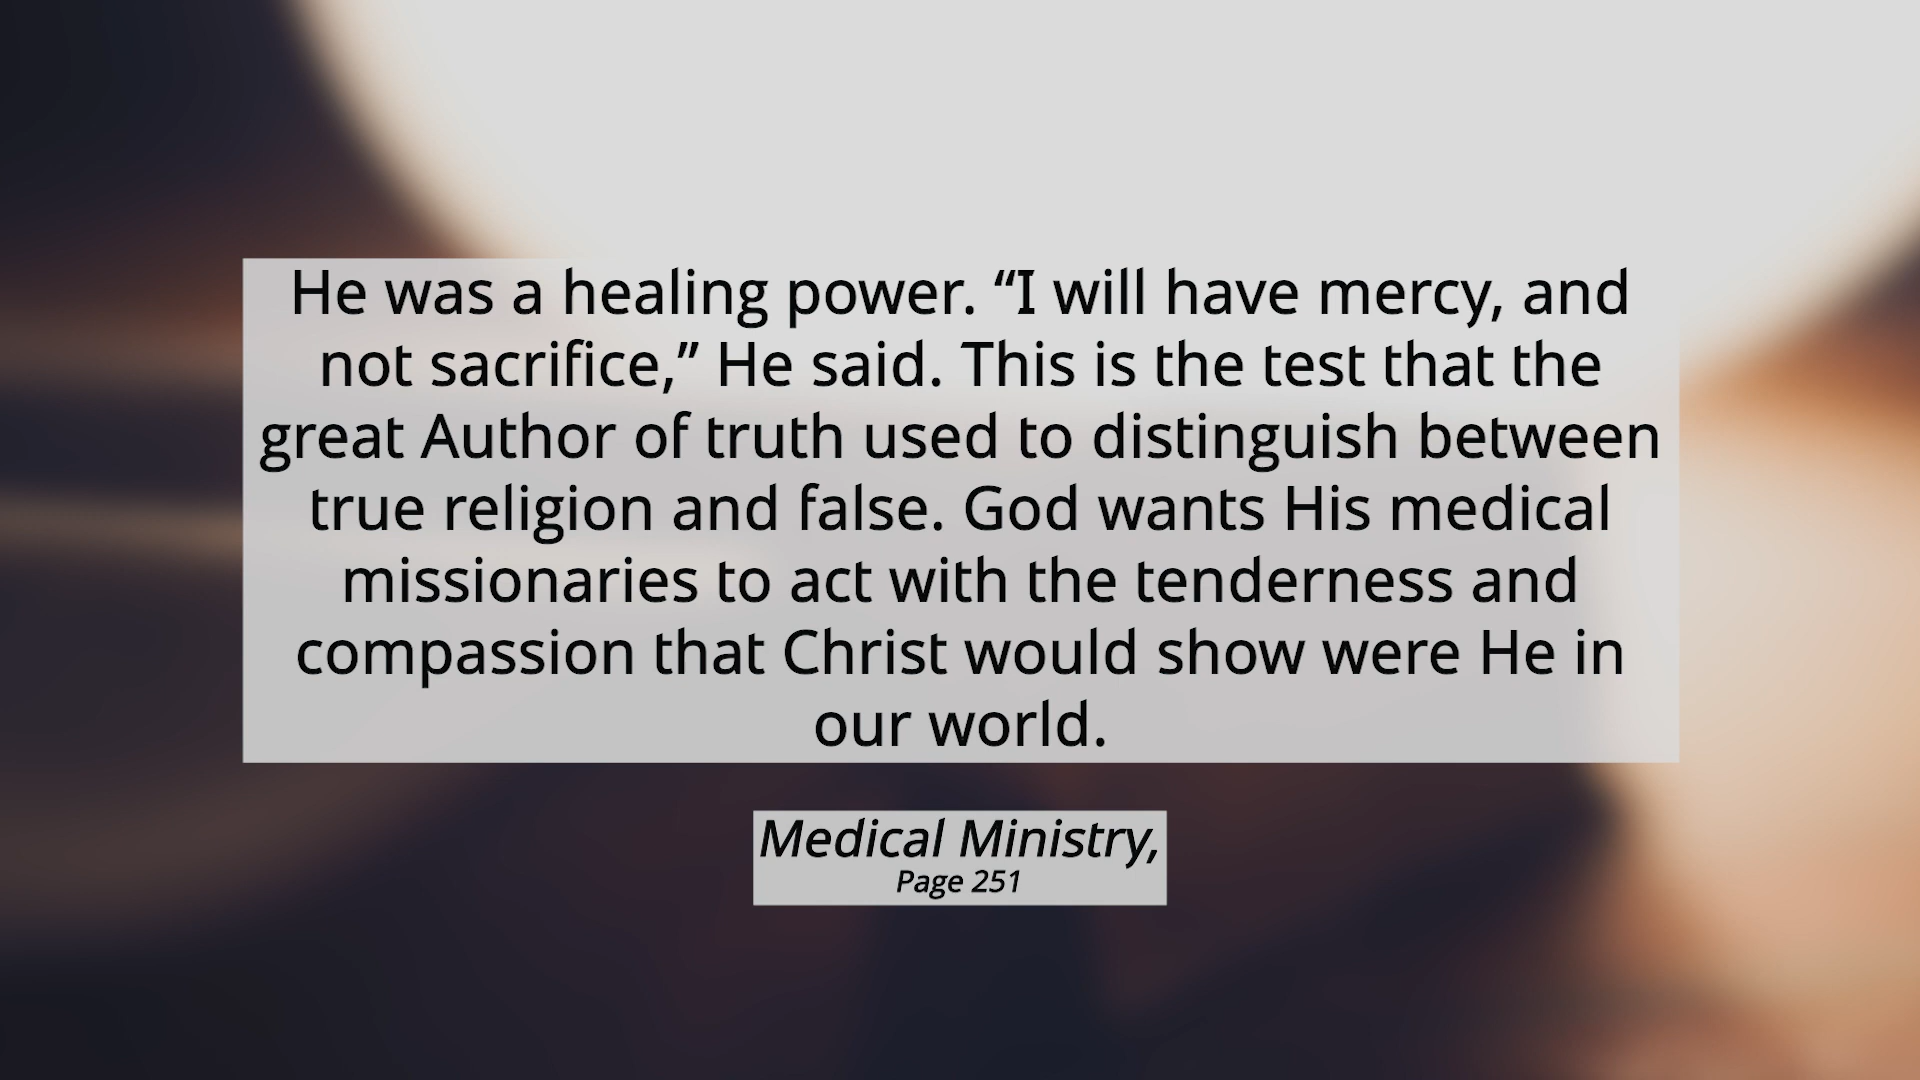 He was a healing power. “I will have mercy, and
not sacrifice,” He said. This is the test that the
great Author of truth used to distinguish between
true religion and false. God wants His medical
missionaries to act with the tenderness and
compassion that Christ would show were He in
our world.
Medical Ministry,
Page 251